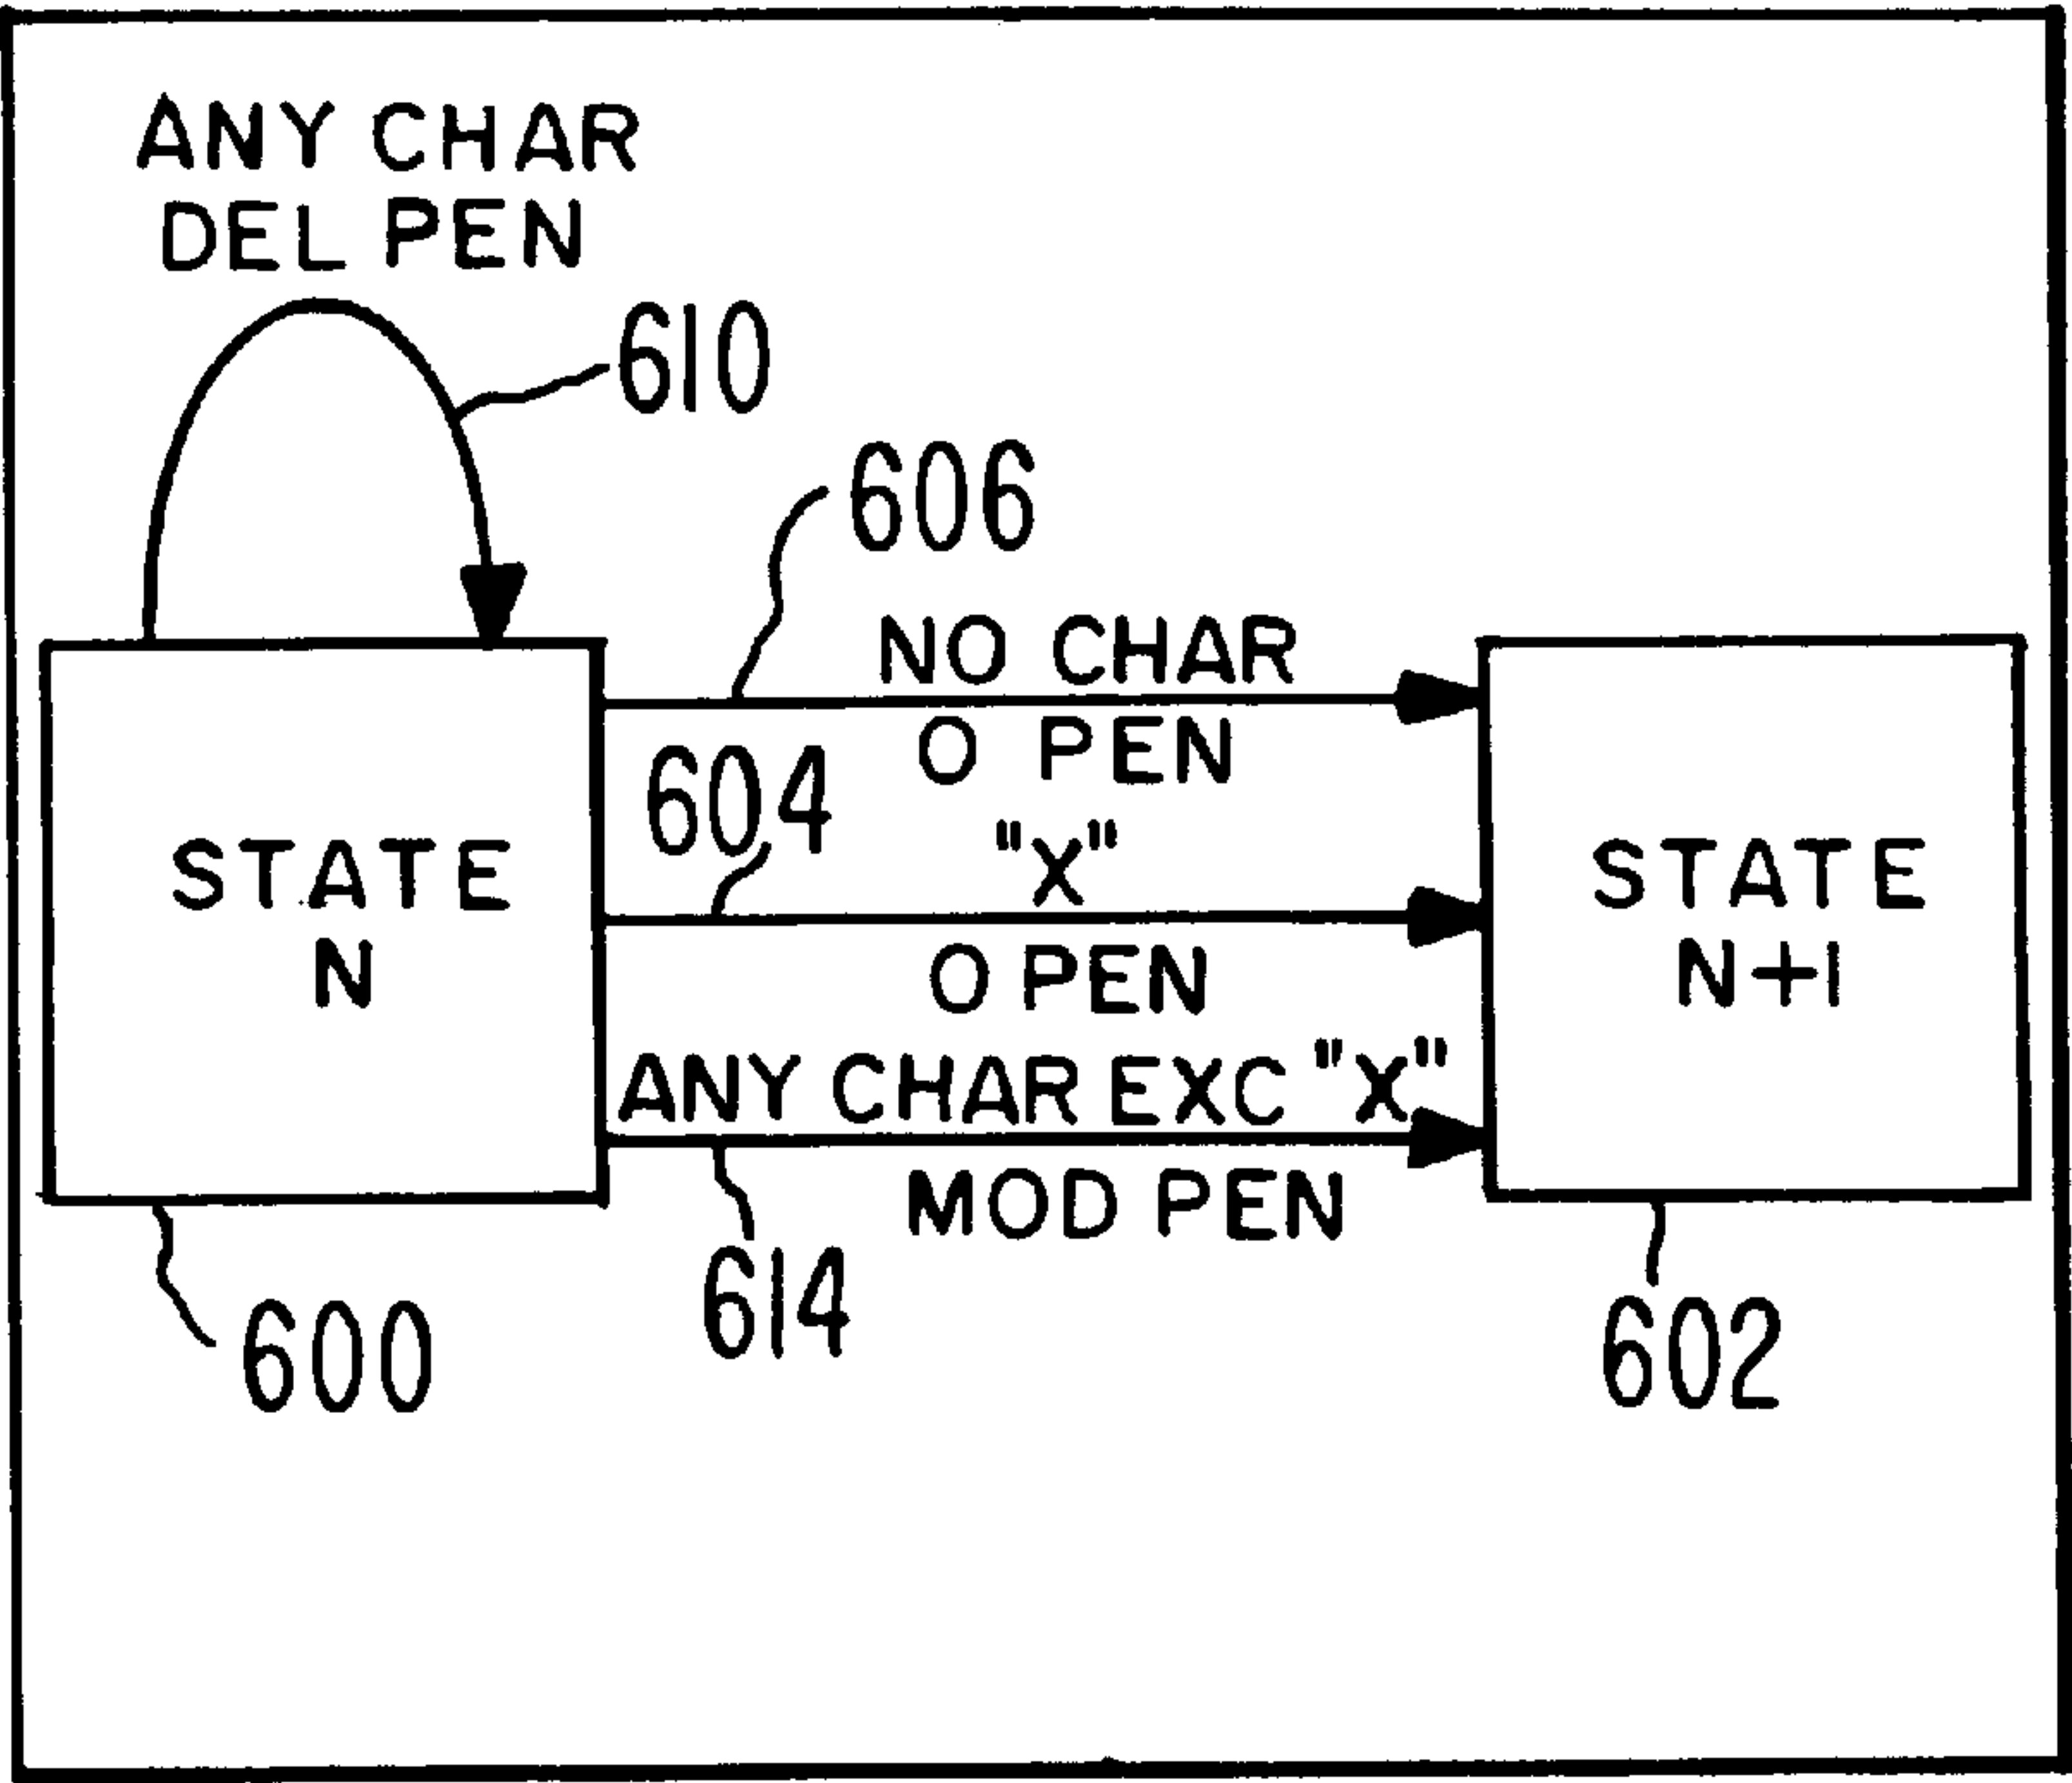 ANY CHAR
DEL PEN
610
606
NO CHAR
O PEN
604
"X"
STATE
N
O PEN
STATE
N+1
ANY CHAR EXC "X"
MOD PEN
614
600
602